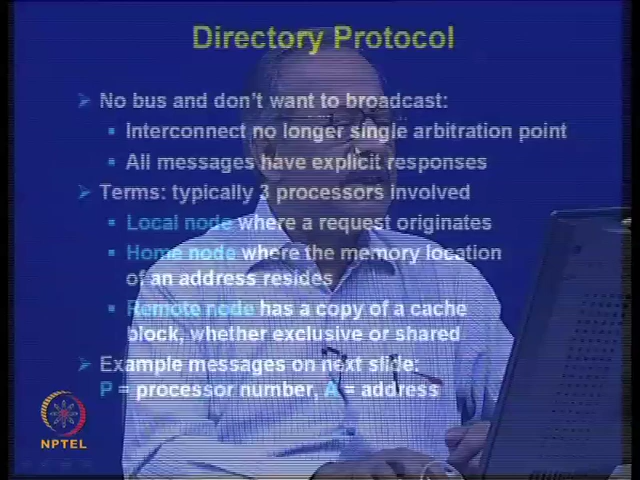 Directory Protocol
No bus and don't want to broadcast:
Interconnect no longer single arbitration point
All messages have explicit responses
Terms: typically 3 processors involved
Local node where a request originates
Home node where the memory location
of an address resides
Remote node has a copy of a cache
block, whether exclusive or shared
Example messages on next slide:
P = processor number, A = address
NPTEL